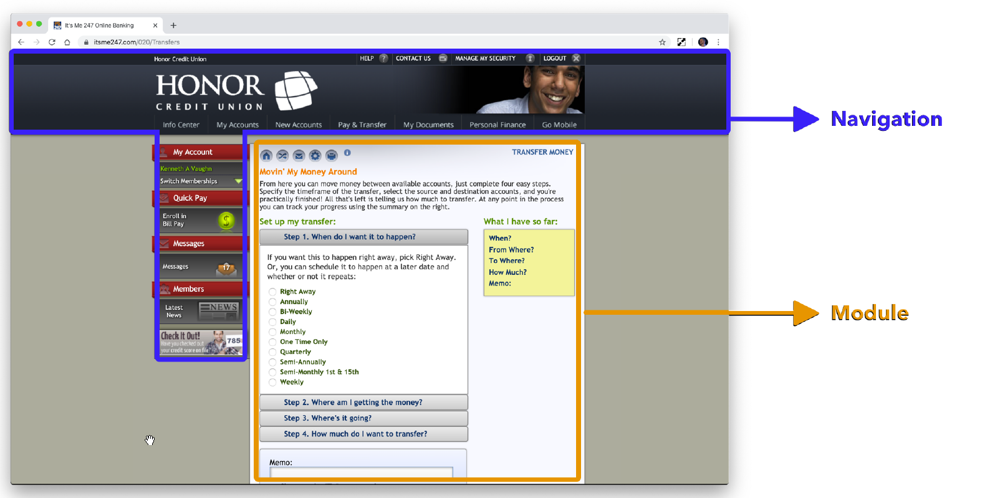 It's Me 247 Online Banking
itsme247.com/020/Transfers
Honor Credit Union
HELP ?
CONTACT US
MANAGE MY SECURITY
LOGOUT
HONOR
CREDIT UNION
Info Center
My Accounts
New Accounts
Pay & Transfer
My Documents
Personal Finance
Go Mobile
Navigation
My Account
Kenneth A Vaughn
Switch Memberships
Quick Pay
Enroll in
Bill Pay
$
Messages
Messages
17
Members
Latest
News
NEWS
Check It Out!
Have you checked out
your credit score on file?
785
i
TRANSFER MONEY
Movin' My Money Around
From here you can move money between available accounts, just complete four easy steps.
Specify the timeframe of the transfer, select the source and destination accounts, and you're
practically finished! All that's left is telling us how much to transfer. At any point in the process
you can track your progress using the summary on the right.
Set up my transfer:
Step 1. When do I want it to happen?
If you want this to happen right away, pick Right Away.
Or, you can schedule it to happen at a later date and
whether or not it repeats:
Right Away
Annually
Bi-Weekly
Daily
Monthly
One Time Only
Quarterly
Semi-Annually
Semi-Monthly 1st & 15th
Weekly
Step 2. Where am I getting the money?
Step 3. Where's it going?
Step 4. How much do I want to transfer?
Memo:
What I have so far:
When?
From Where?
To Where?
How Much?
Memo:
Module